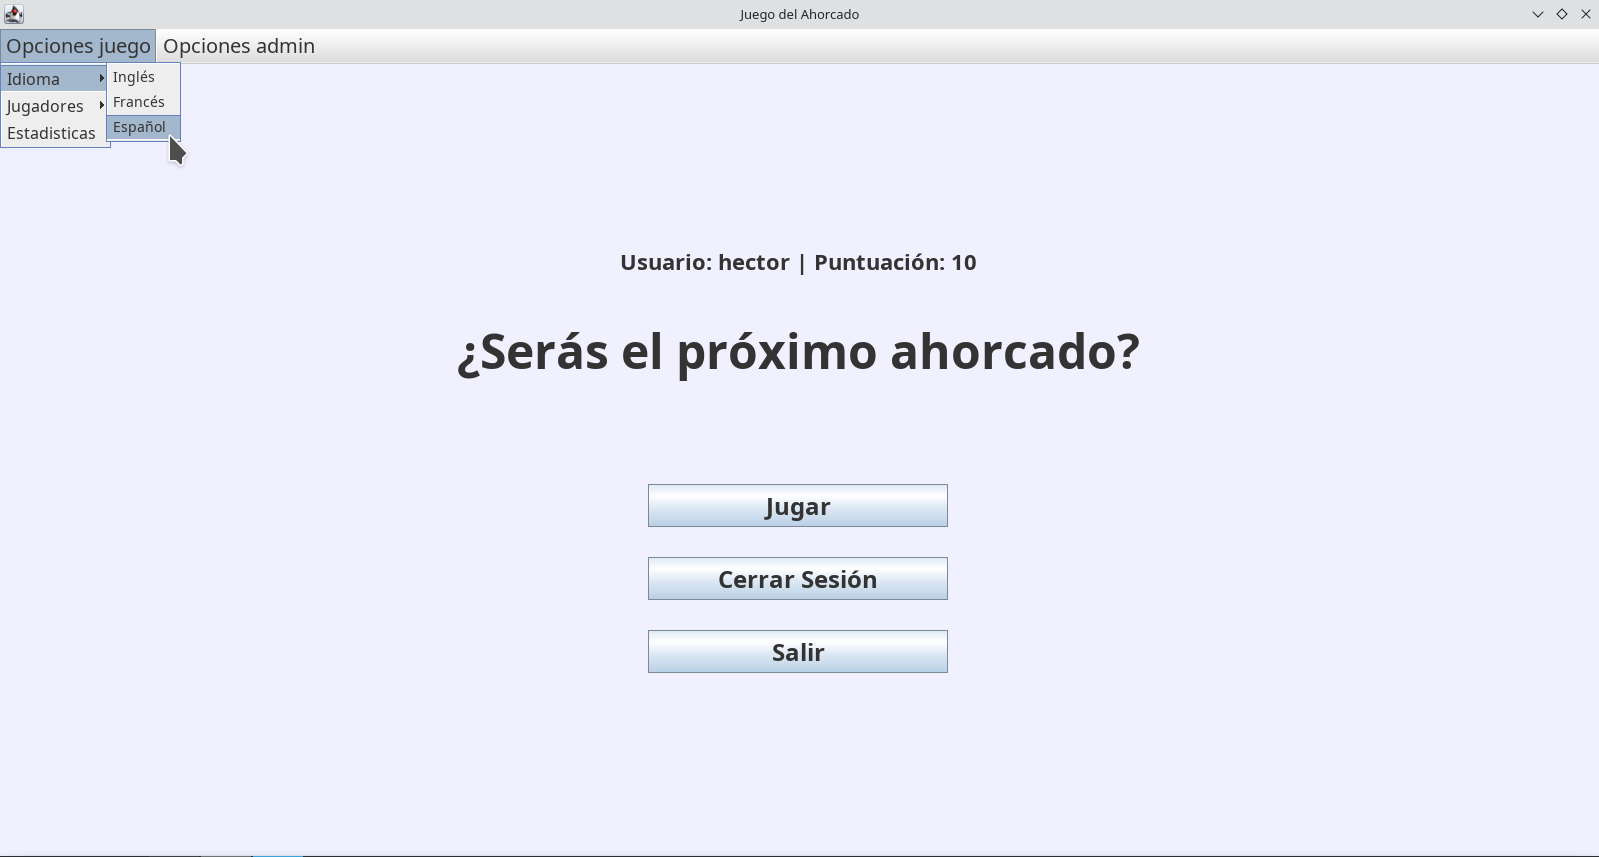 Juego del Ahorcado
Opciones juego Opciones admin
Idioma
Jugadores
Estadisticas
Inglés
Francés
Español
Usuario: hector | Puntuación: 10
¿Serás el próximo ahorcado?
Jugar
Cerrar Sesión
Salir